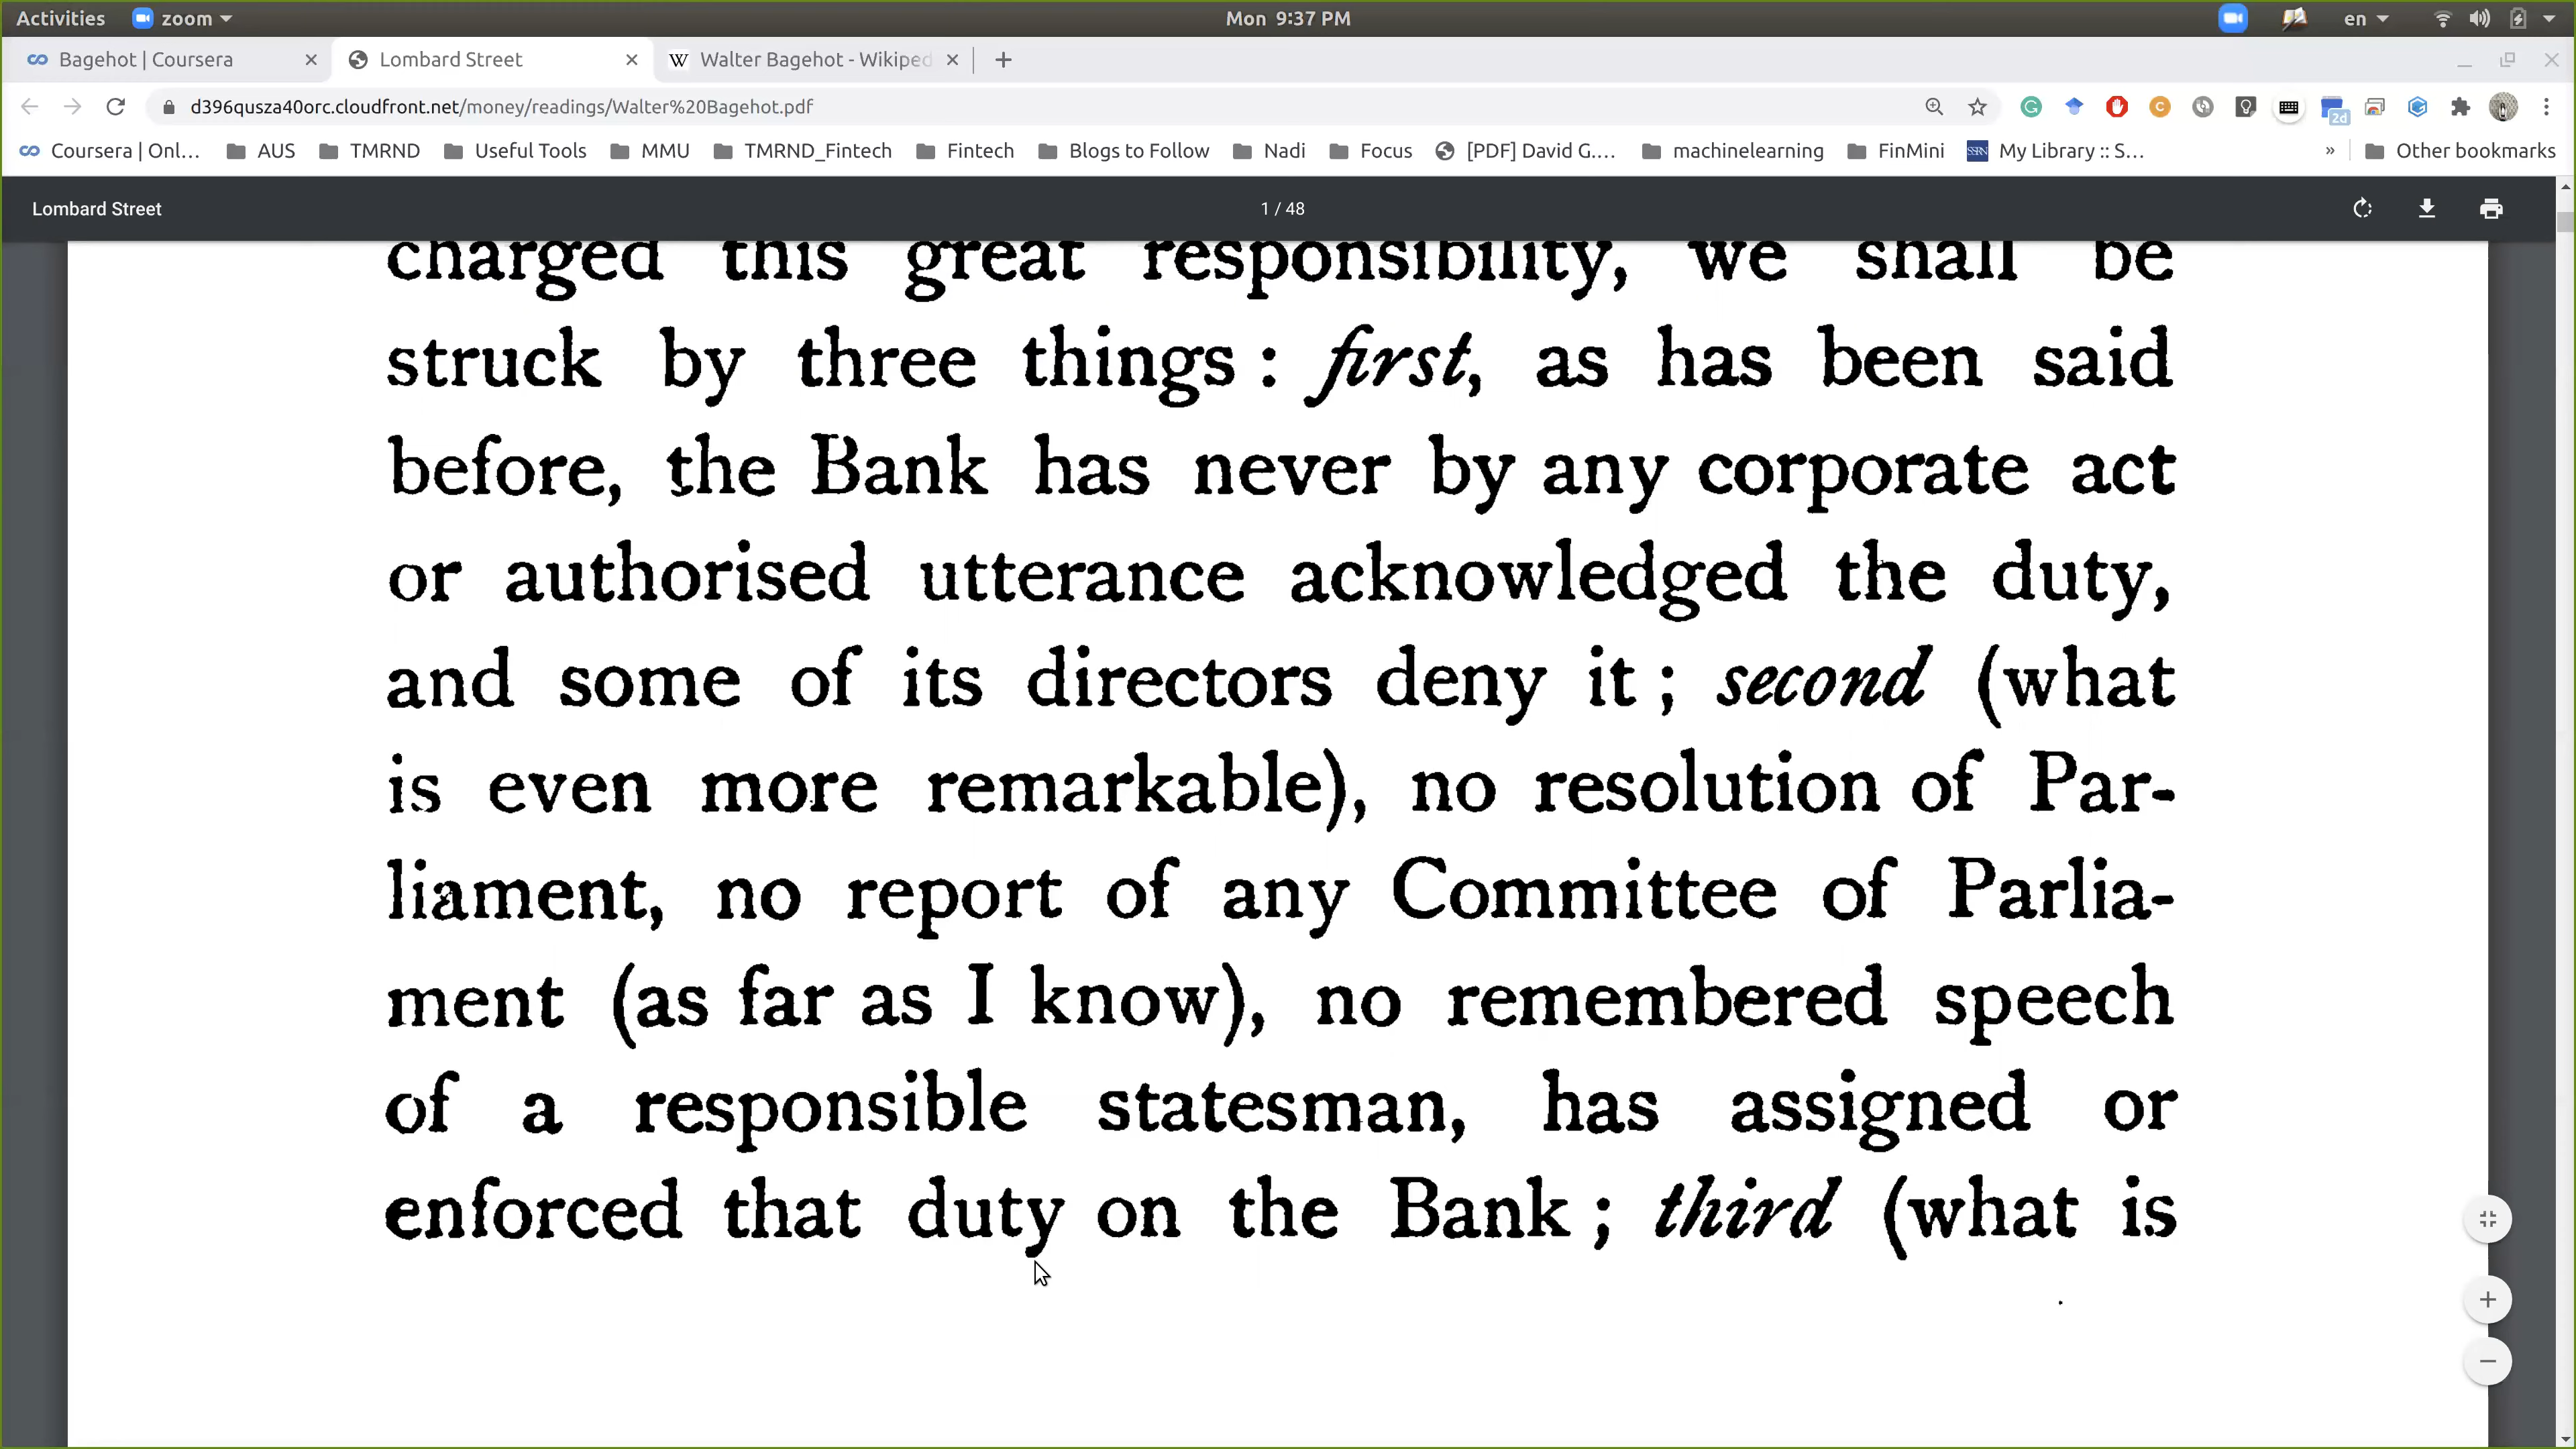 Activities zoom Mon 9:37 PM en
Bagehot | Coursera Lombard Street Walter Bagehot - Wikiped
d396qusza40orc.cloudfront.net/money/readings/Walter%20Bagehot.pdf
Coursera | Onl... AUS TMRND Useful Tools MMU TMRND_Fintech Fintech Blogs to Follow Nadi Focus [PDF] David G.... machinelearning FinMini SSRN My Library :: S... » Other bookmarks
Lombard Street 1 / 48
charged this great responsibility, we shall be
struck by three things : first, as has been said
before, the Bank has never by any corporate act
or authorised utterance acknowledged the duty,
and some of its directors deny it ; second (what
is even more remarkable), no resolution of Par-
liament, no report of any Committee of Parlia-
ment (as far as I know), no remembered speech
of a responsible statesman, has assigned or
enforced that duty on the Bank ; third (what is